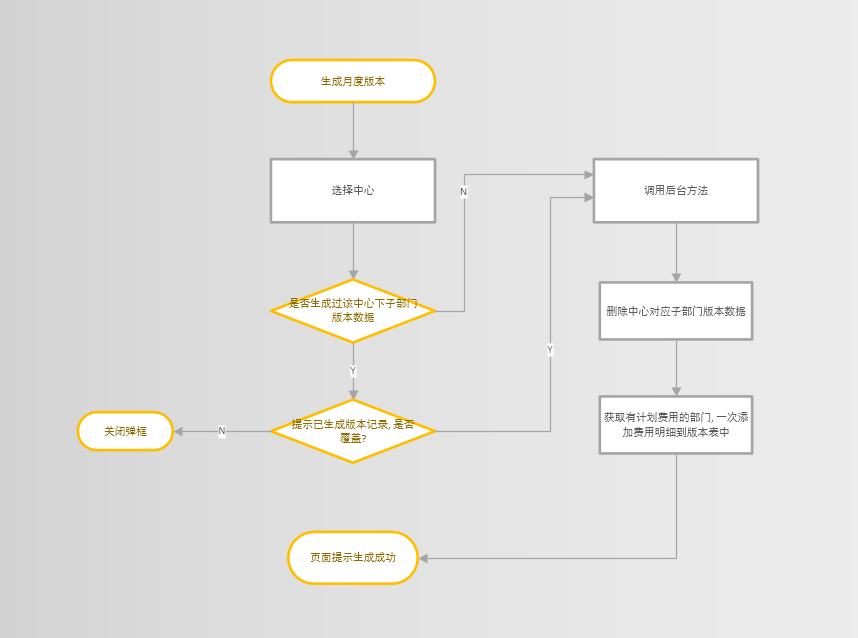 生成月度版本
选择中心
N
调用后台方法
是否生成过该中心下子部门
版本数据
删除中心对应子部门版本数据
Y
Y
关闭弹框
N
提示已生成版本记录, 是否
覆盖?
获取有计划费用的部门, 一次添
加费用明细到版本表中
页面提示生成成功